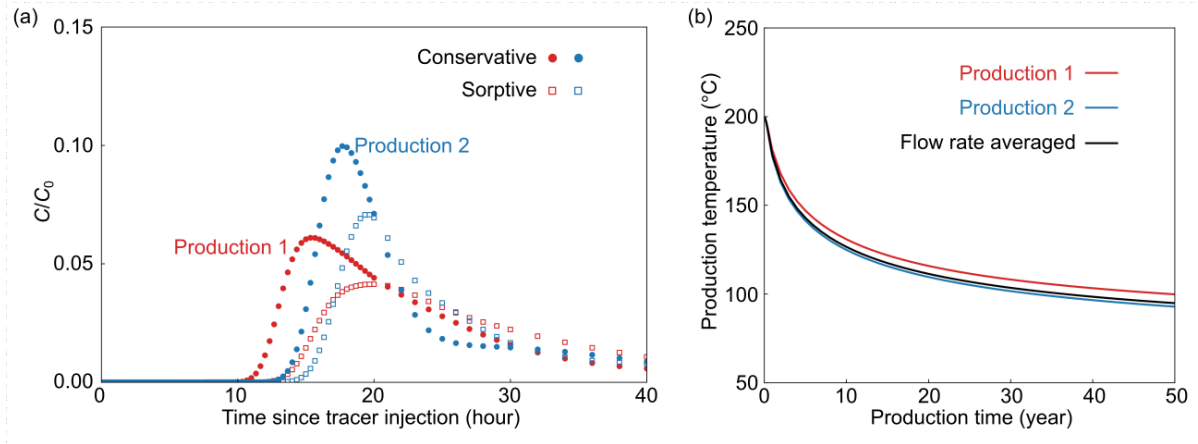 (a)
C/C₀
0.15
0.10
0.05
0.00
Conservative
Sorptive
Production 2
Production 1
0 10 20 30 40
Time since tracer injection (hour)
(b)
Production temperature (°C)
250
200
150
100
50
Production 1
Production 2
Flow rate averaged
0 10 20 30 40 50
Production time (year)